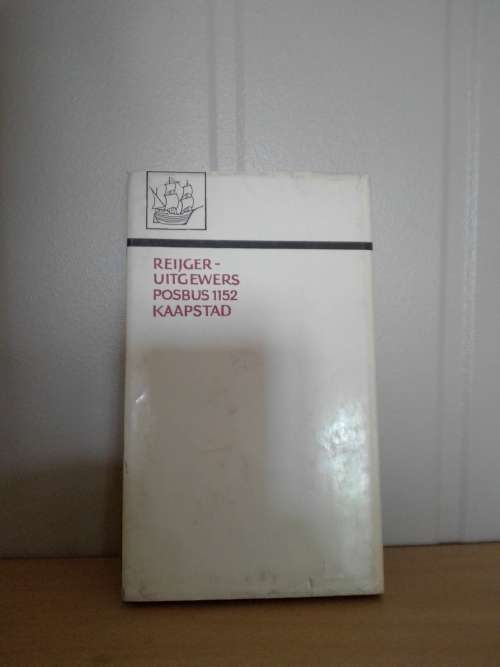 REIJGER-
UITGEWERS
POSBUS 1152
KAAPSTAD